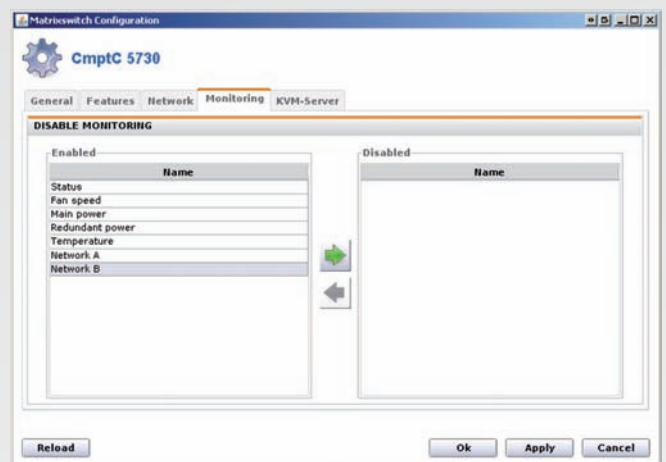 Matrixswitch Configuration
CmptC 5730
General Features Network Monitoring KVM-Server
DISABLE MONITORING
Enabled
Name
Status
Fan speed
Main power
Redundant power
Temperature
Network A
Network B
Disabled
Name
Reload Ok Apply Cancel